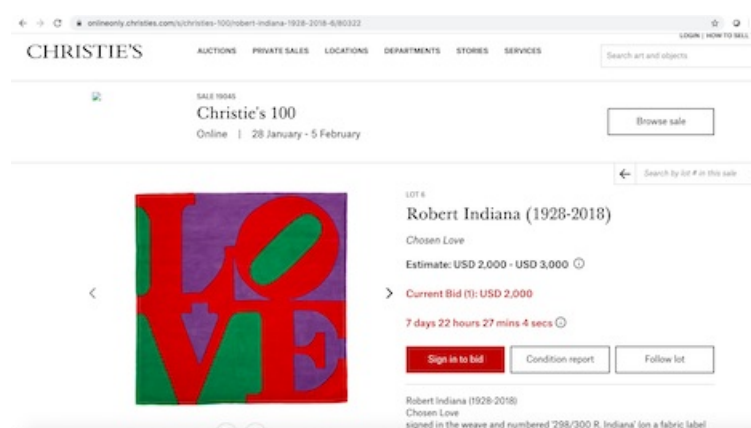 onlineonly.christies.com/s/christies-100/robert-indiana-1928-2018-6/80322
LOGIN | HOW TO SELL
CHRISTIE'S
AUCTIONS PRIVATE SALES LOCATIONS DEPARTMENTS STORIES SERVICES
Search art and objects
SALE 19045
Christie's 100
Online | 28 January - 5 February
Browse sale
Search by lot # in this sale
LOT 6
Robert Indiana (1928-2018)
Chosen Love
Estimate: USD 2,000 - USD 3,000
Current Bid (1): USD 2,000
7 days 22 hours 27 mins 4 secs
Sign in to bid Condition report Follow lot
Robert Indiana (1928-2018)
Chosen Love
signed in the weave and numbered '298/300 R. Indiana' (on a fabric label
LO
VE